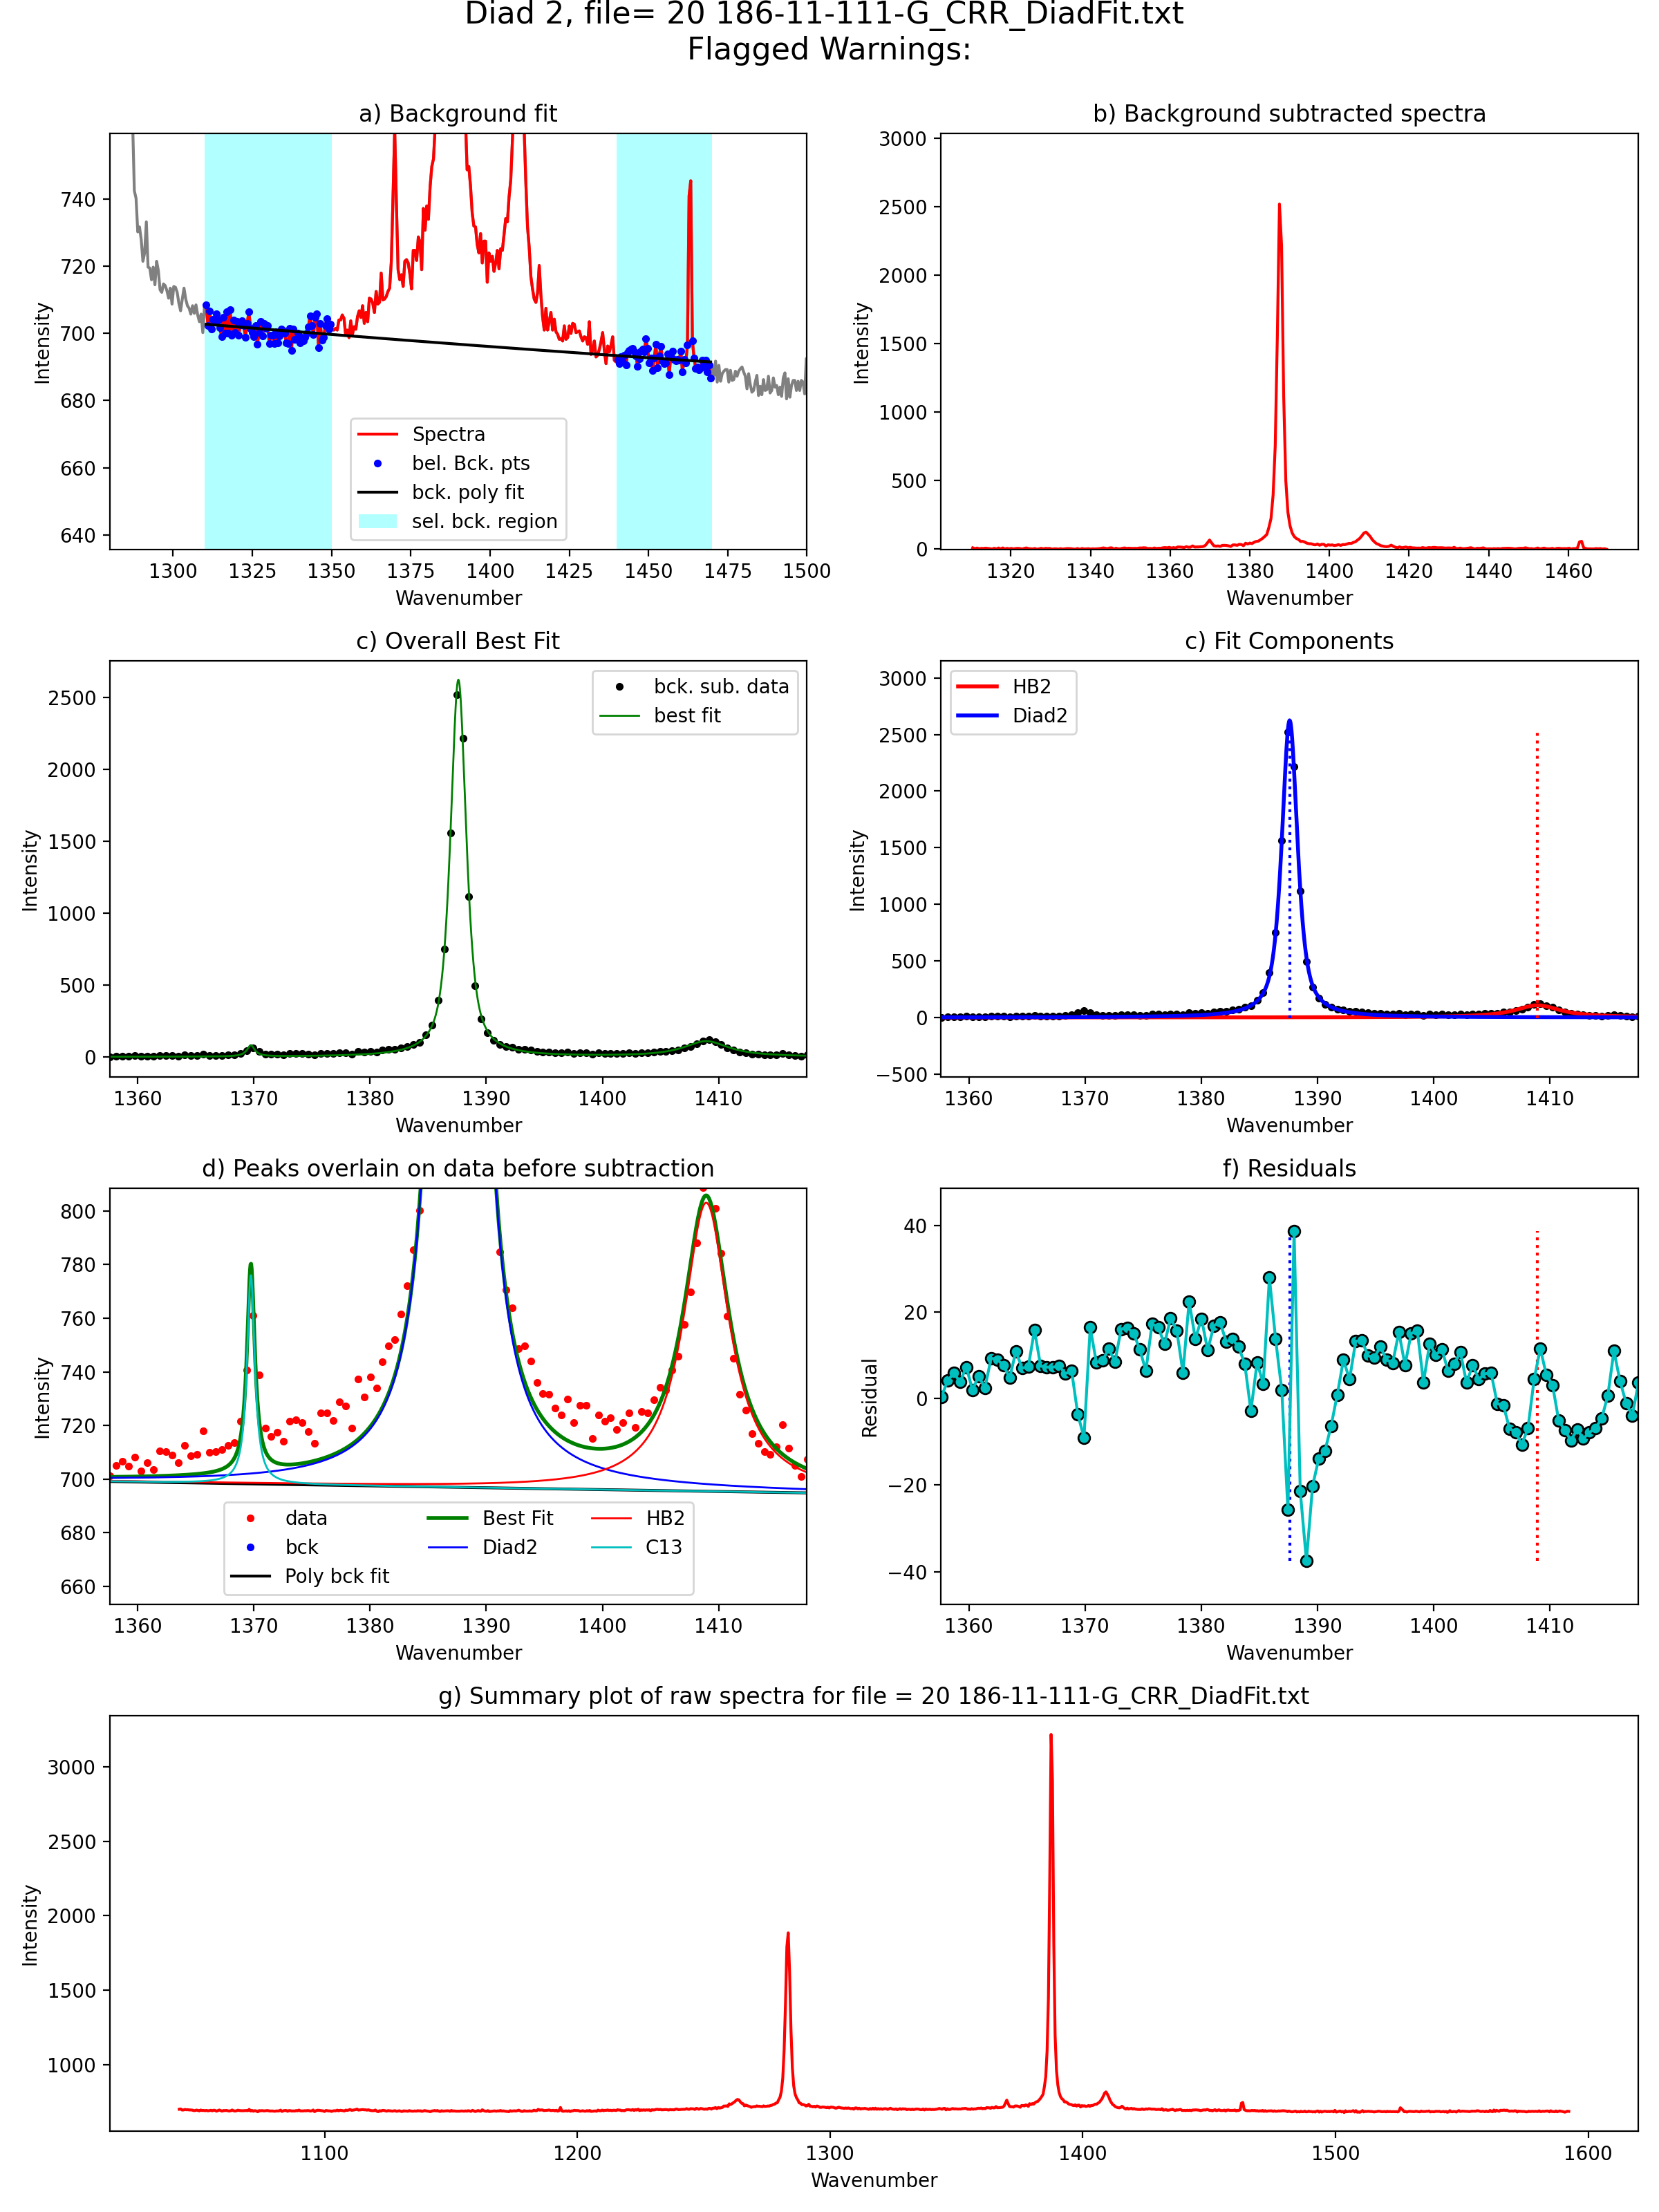 Diad 2, file= 20 186-11-111-G_CRR_DiadFit.txt
Flagged Warnings:
a) Background fit
Intensity
740
720
700
680
660
640
Spectra
bel. Bck. pts
bck. poly fit
sel. bck. region
1300 1325 1350 1375 1400 1425 1450 1475 1500
Wavenumber
b) Background subtracted spectra
Intensity
3000
2500
2000
1500
1000
500
0
1320 1340 1360 1380 1400 1420 1440 1460
Wavenumber
c) Overall Best Fit
Intensity
2500
2000
1500
1000
500
0
bck. sub. data
best fit
1360 1370 1380 1390 1400 1410
Wavenumber
c) Fit Components
Intensity
3000
2500
2000
1500
1000
500
0
−500
HB2
Diad2
1360 1370 1380 1390 1400 1410
Wavenumber
d) Peaks overlain on data before subtraction
Intensity
800
780
760
740
720
700
680
660
data Best Fit HB2
bck Diad2 C13
Poly bck fit
1360 1370 1380 1390 1400 1410
Wavenumber
f) Residuals
Residual
40
20
0
−20
−40
1360 1370 1380 1390 1400 1410
Wavenumber
g) Summary plot of raw spectra for file = 20 186-11-111-G_CRR_DiadFit.txt
Intensity
3000
2500
2000
1500
1000
1100 1200 1300 1400 1500 1600
Wavenumber